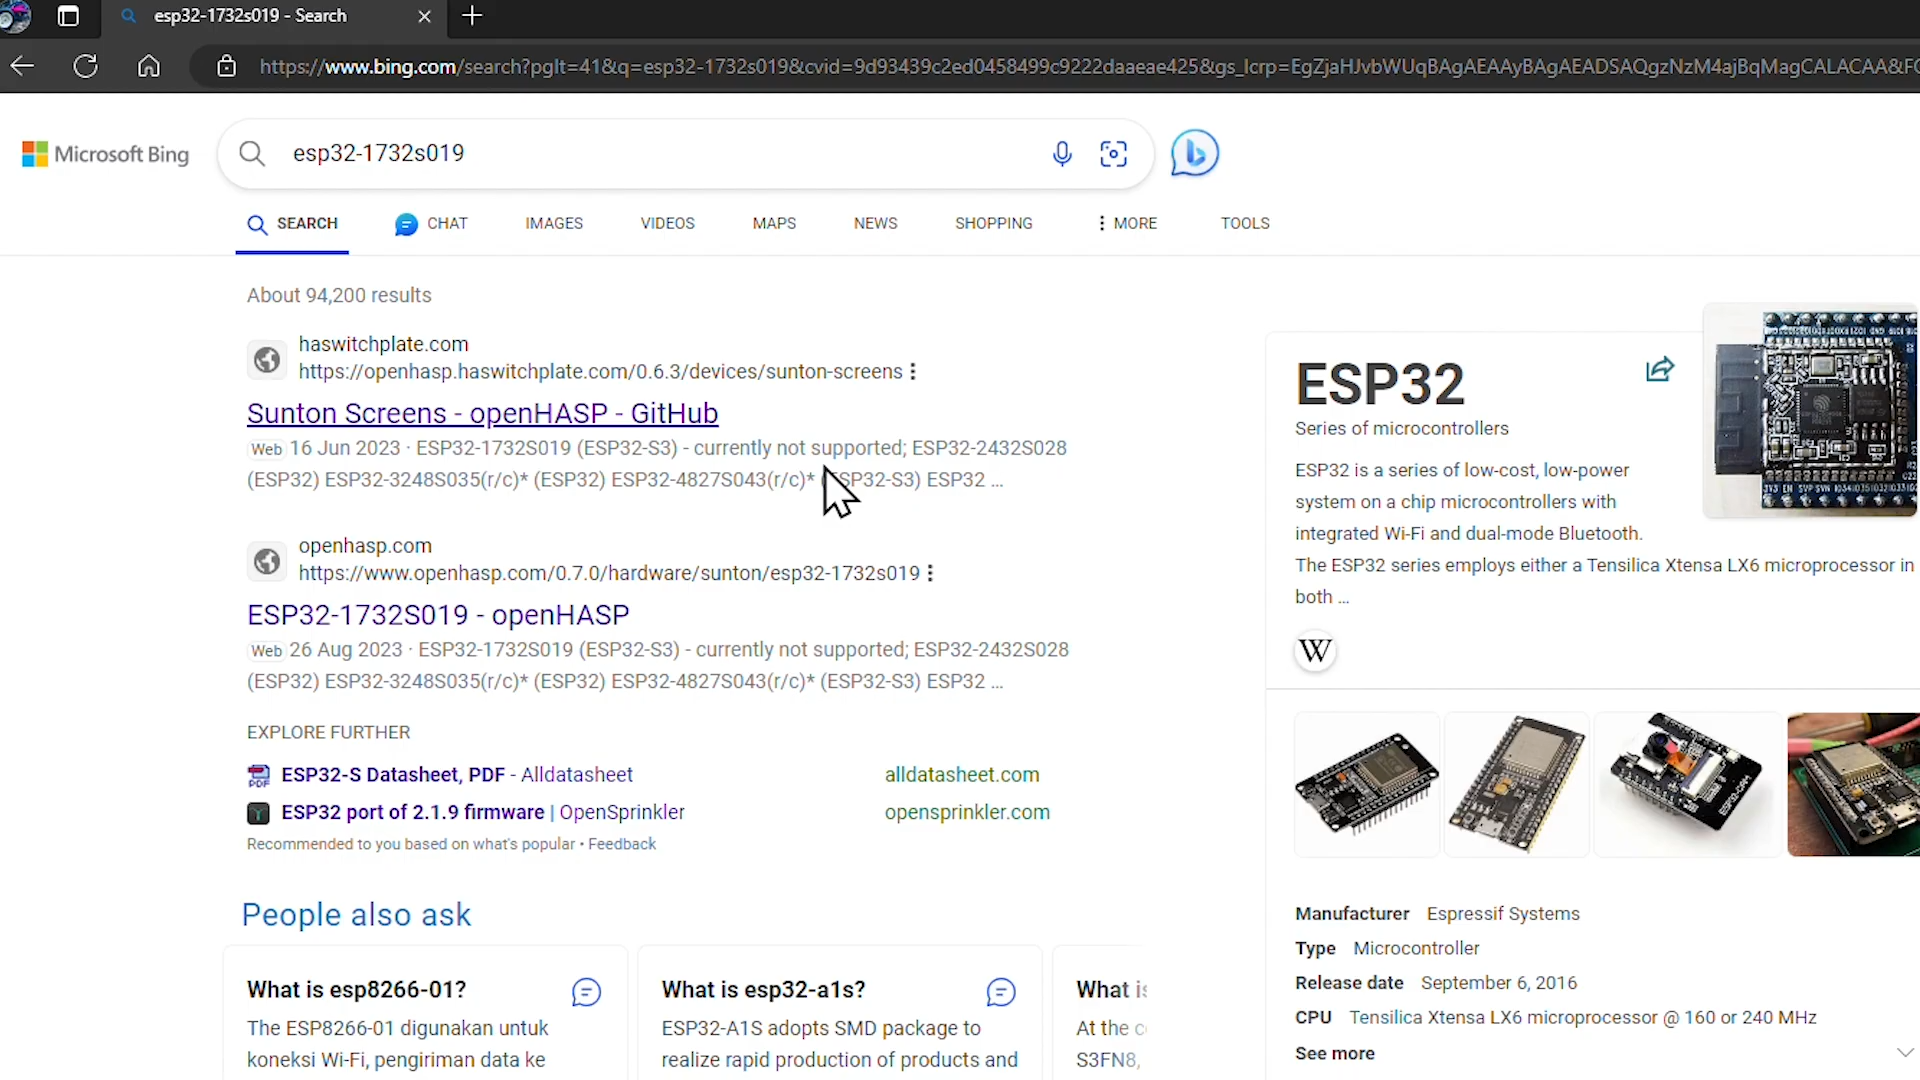 esp32-1732s019 - Search
https://www.bing.com/search?pglt=41&q=esp32-1732s019&cvid=9d93439c2ed0458499c9222daaeae425&gs_lcrp=EgZjaHJvbWUqBAgAEAAyBAgAEADSAQgzNzM4ajBqMagCALACAA&FO
Microsoft Bing
esp32-1732s019
SEARCH CHAT IMAGES VIDEOS MAPS NEWS SHOPPING MORE TOOLS
About 94,200 results
haswitchplate.com
https://openhasp.haswitchplate.com/0.6.3/devices/sunton-screens
Sunton Screens - openHASP - GitHub
Web 16 Jun 2023 · ESP32-1732S019 (ESP32-S3) - currently not supported; ESP32-2432S028
(ESP32) ESP32-3248S035(r/c)* (ESP32) ESP32-4827S043(r/c)* (ESP32-S3) ESP32 ...
openhasp.com
https://www.openhasp.com/0.7.0/hardware/sunton/esp32-1732s019
ESP32-1732S019 - openHASP
Web 26 Aug 2023 · ESP32-1732S019 (ESP32-S3) - currently not supported; ESP32-2432S028
(ESP32) ESP32-3248S035(r/c)* (ESP32) ESP32-4827S043(r/c)* (ESP32-S3) ESP32 ...
EXPLORE FURTHER
ESP32-S Datasheet, PDF - Alldatasheet alldatasheet.com
ESP32 port of 2.1.9 firmware | OpenSprinkler opensprinkler.com
Recommended to you based on what's popular • Feedback
People also ask
What is esp8266-01?
The ESP8266-01 digunakan untuk
koneksi Wi-Fi, pengiriman data ke
What is esp32-a1s?
ESP32-A1S adopts SMD package to
realize rapid production of products and
What is
At the c
S3FN8,
ESP32
Series of microcontrollers
ESP32 is a series of low-cost, low-power
system on a chip microcontrollers with
integrated Wi-Fi and dual-mode Bluetooth.
The ESP32 series employs either a Tensilica Xtensa LX6 microprocessor in
both ...
W
Manufacturer Espressif Systems
Type Microcontroller
Release date September 6, 2016
CPU Tensilica Xtensa LX6 microprocessor @ 160 or 240 MHz
See more